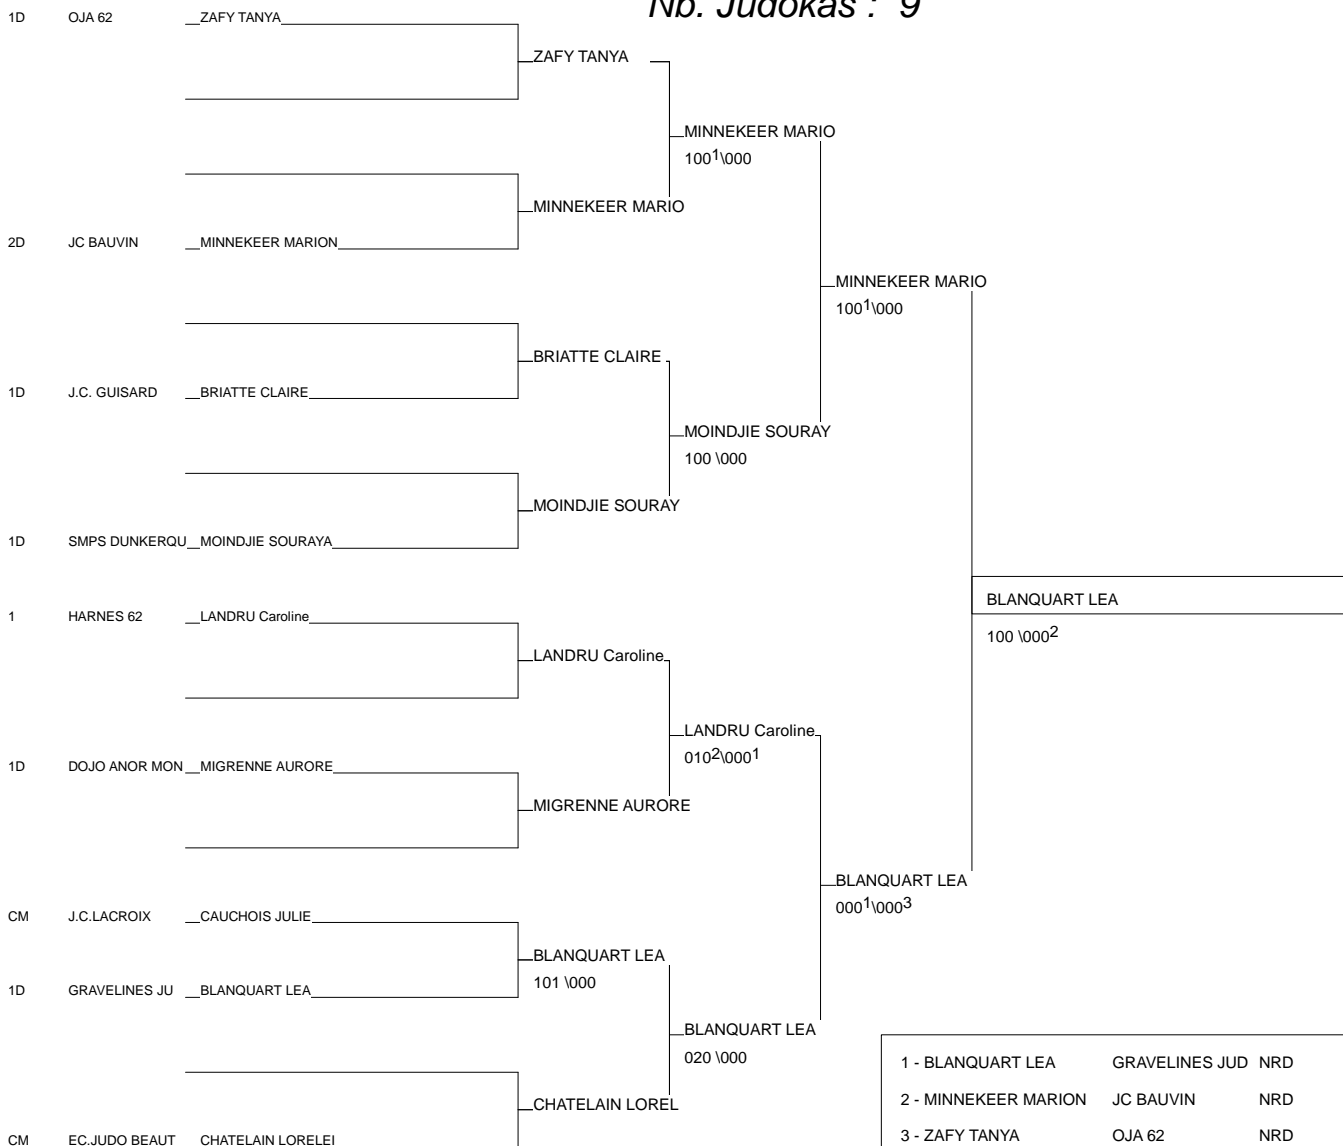 Nb. Judokas : 9
1D OJA 62 ZAFY TANYA
ZAFY TANYA
MINNEKEER MARIO
1001\000
MINNEKEER MARIO
2D JC BAUVIN MINNEKEER MARION
MINNEKEER MARIO
1001\000
BRIATTE CLAIRE
1D J.C. GUISARD BRIATTE CLAIRE
MOINDJIE SOURAY
100 \000
MOINDJIE SOURAY
1D SMPS DUNKERQU MOINDJIE SOURAYA
BLANQUART LEA
100 \0002
1 HARNES 62 LANDRU Caroline
LANDRU Caroline
LANDRU Caroline
0102\0001
1D DOJO ANOR MON MIGRENNE AURORE
MIGRENNE AURORE
BLANQUART LEA
0001\0003
CM J.C.LACROIX CAUCHOIS JULIE
BLANQUART LEA
101 \000
1D GRAVELINES JU BLANQUART LEA
BLANQUART LEA
020 \000
CHATELAIN LOREL
CM EC.JUDO BEAUT CHATELAIN LORELEI
1 - BLANQUART LEA GRAVELINES JUD NRD
2 - MINNEKEER MARION JC BAUVIN NRD
3 - ZAFY TANYA OJA 62 NRD